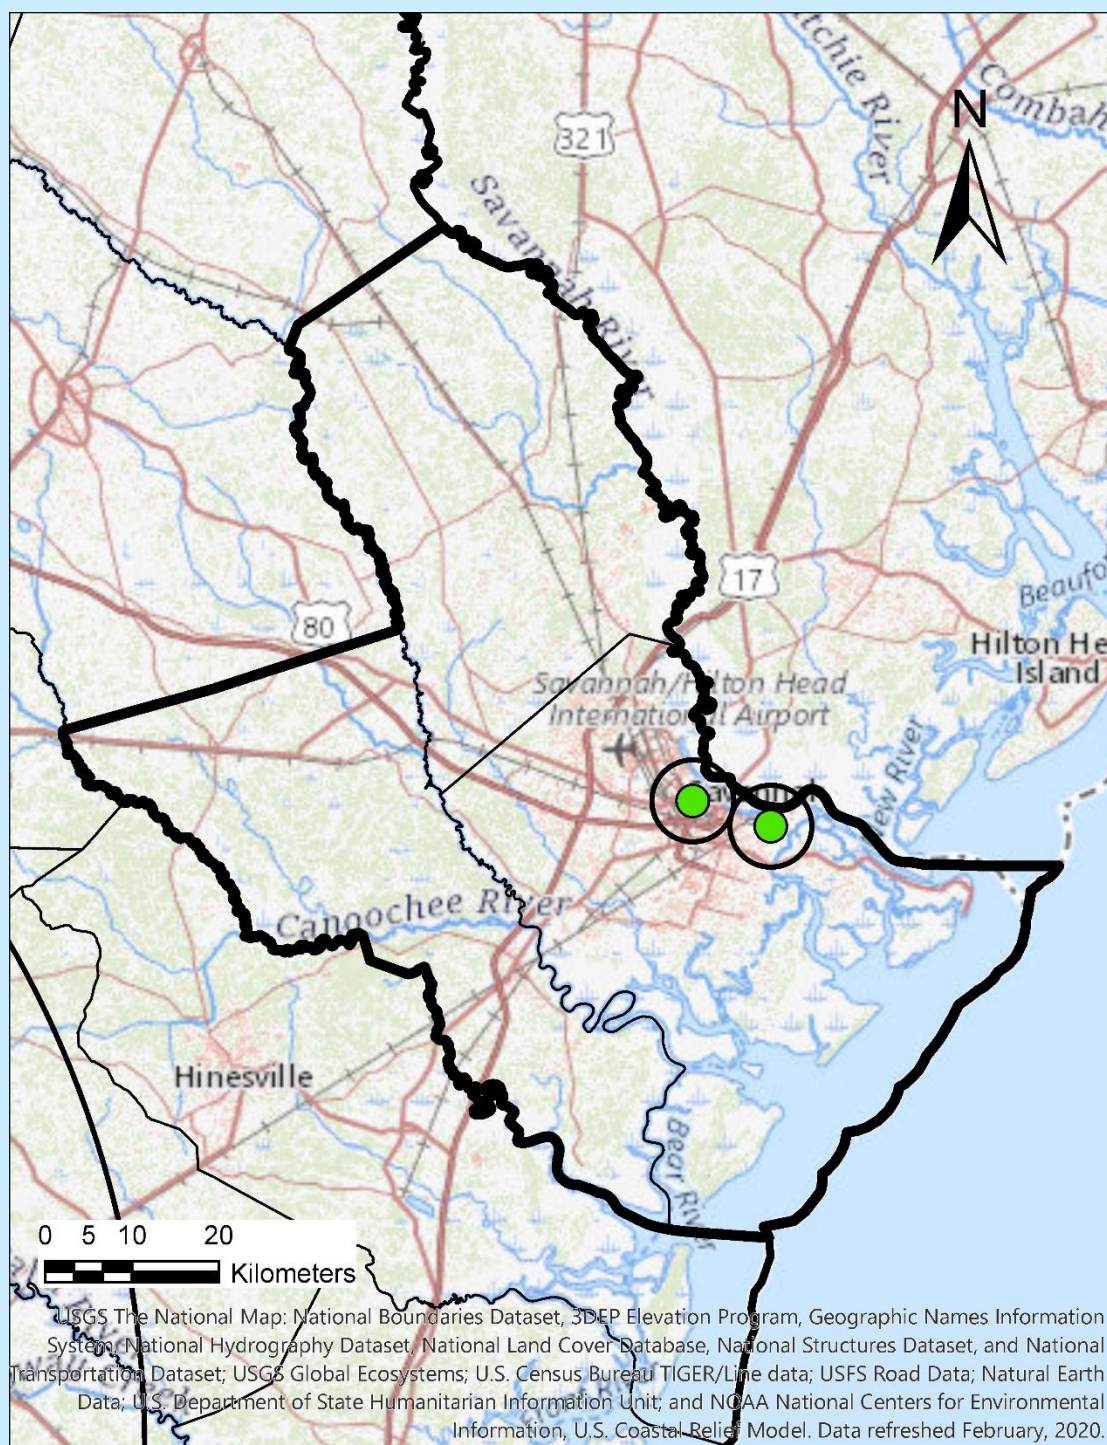 Combah
N
321
Savannah River
17
Beaufo
80
Hilton He
Island
Savannah/Hilton Head
International Airport
Savannah
New River
Canoochee River
Hinesville
Bear River
0 5 10 20
Kilometers
USGS The National Map: National Boundaries Dataset, 3DEP Elevation Program, Geographic Names Information
System, National Hydrography Dataset, National Land Cover Database, National Structures Dataset, and National
Transportation Dataset; USGS Global Ecosystems; U.S. Census Bureau TIGER/Line data; USFS Road Data; Natural Earth
Data; U.S. Department of State Humanitarian Information Unit; and NOAA National Centers for Environmental
Information, U.S. Coastal Relief Model. Data refreshed February, 2020.